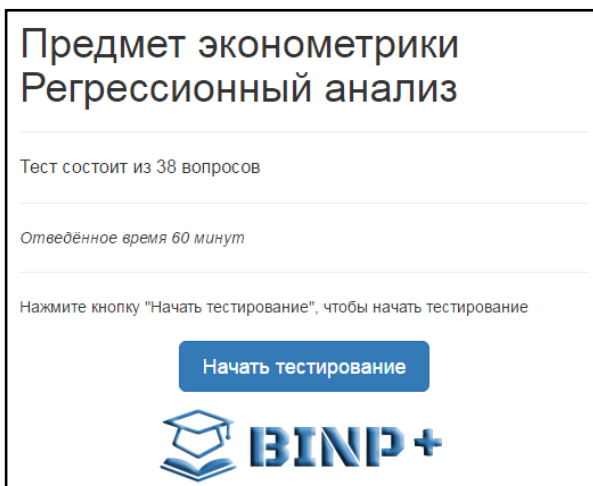 Предмет эконометрики
Регрессионный анализ
Тест состоит из 38 вопросов
Отведённое время 60 минут
Нажмите кнопку "Начать тестирование", чтобы начать тестирование
Начать тестирование
BINP+